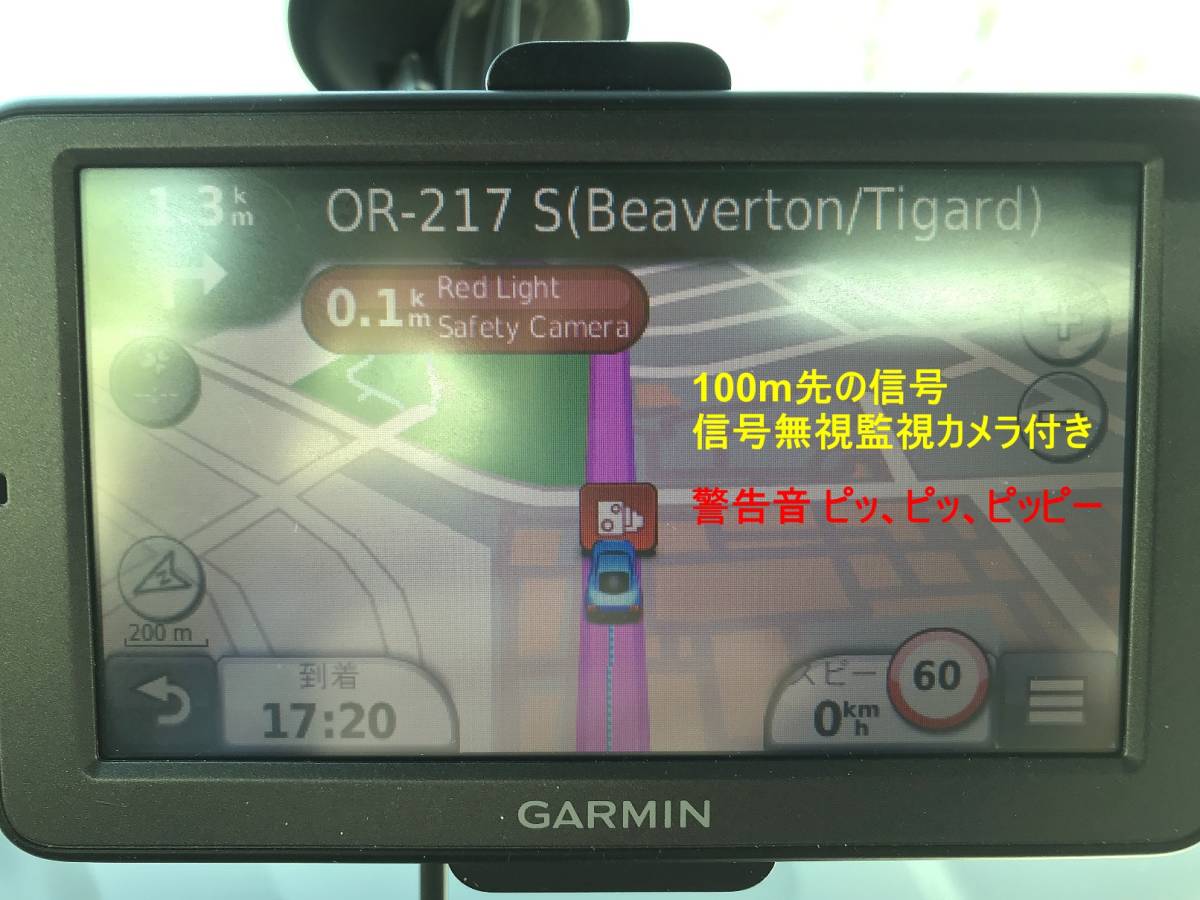 1.3 km
OR-217 S(Beaverton/Tigard)
0.1 km
Red Light
Safety Camera
100m先の信号
信号無視監視カメラ付き
警告音 ピッ、ピッ、ピッピー
200 m
到着
17:20
スピー
0 km/h
60
GARMIN